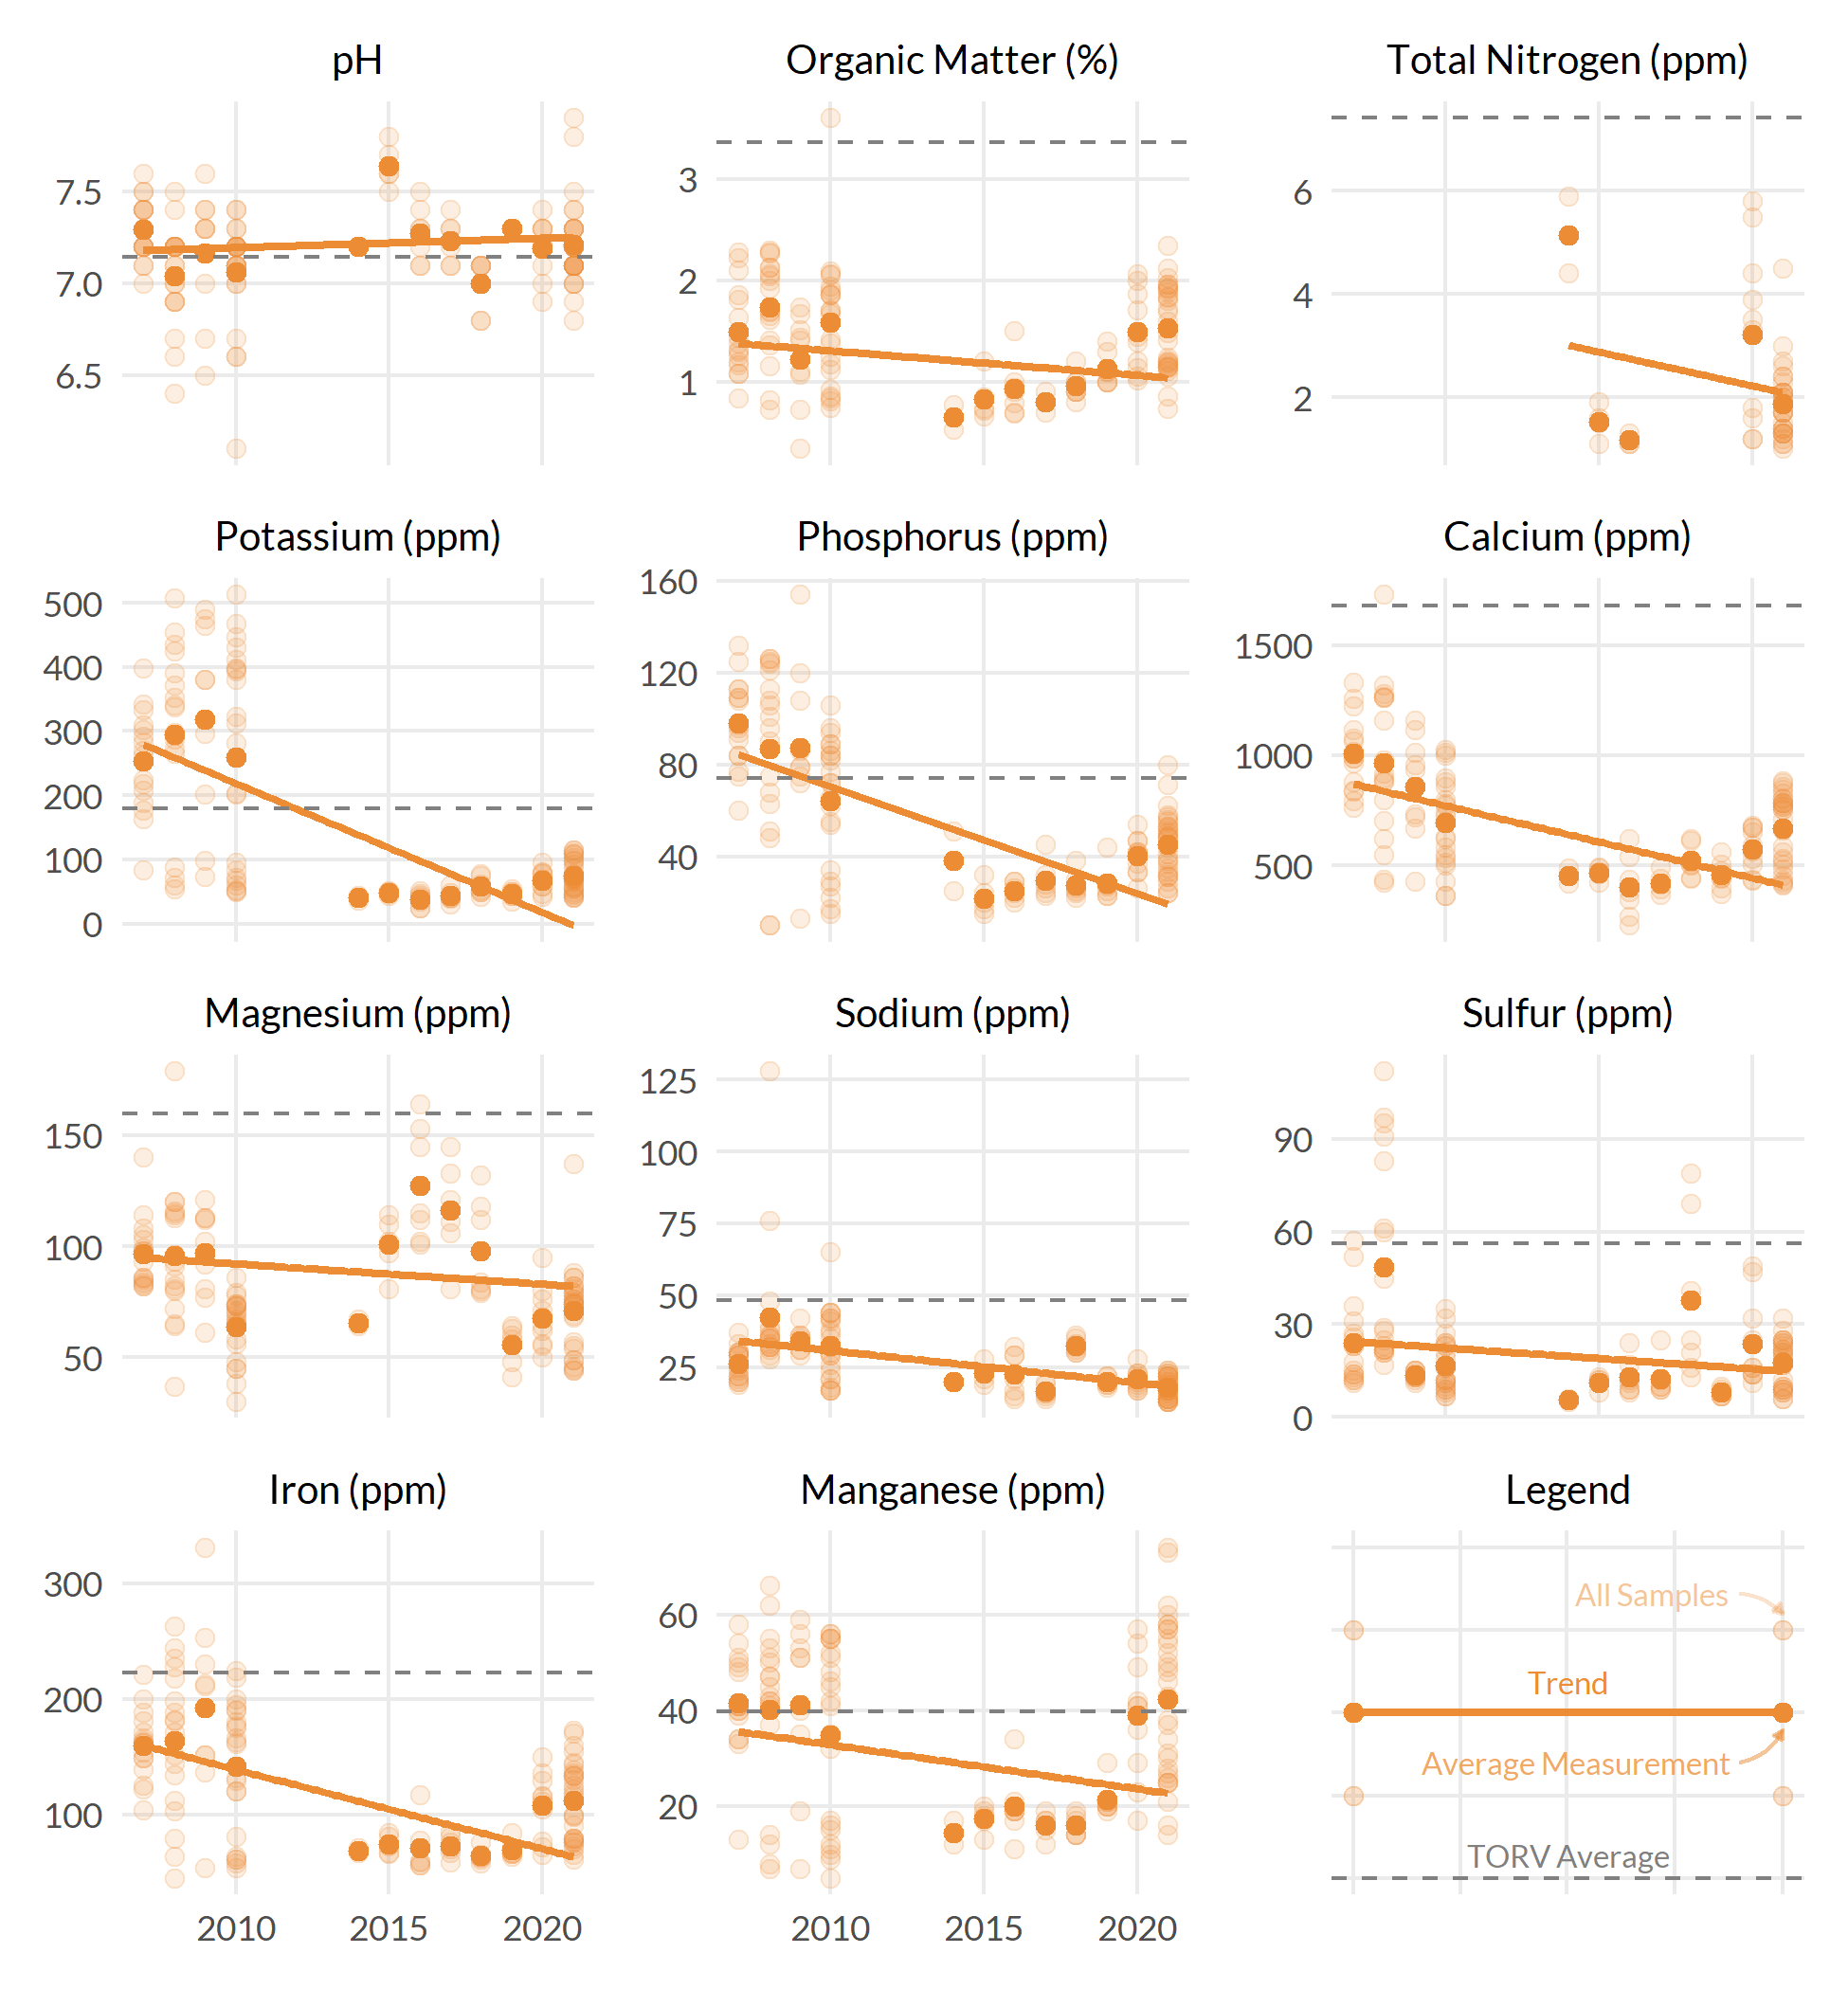 pH
Organic Matter (%)
Total Nitrogen (ppm)
7.5
7.0
6.5
3
2
1
6
4
2
Potassium (ppm)
Phosphorus (ppm)
Calcium (ppm)
500
400
300
200
100
0
160
120
80
40
1500
1000
500
Magnesium (ppm)
Sodium (ppm)
Sulfur (ppm)
150
100
50
125
100
75
50
25
90
60
30
0
Iron (ppm)
Manganese (ppm)
Legend
300
200
100
60
40
20
All Samples
Trend
Average Measurement
TORV Average
2010
2015
2020
2010
2015
2020